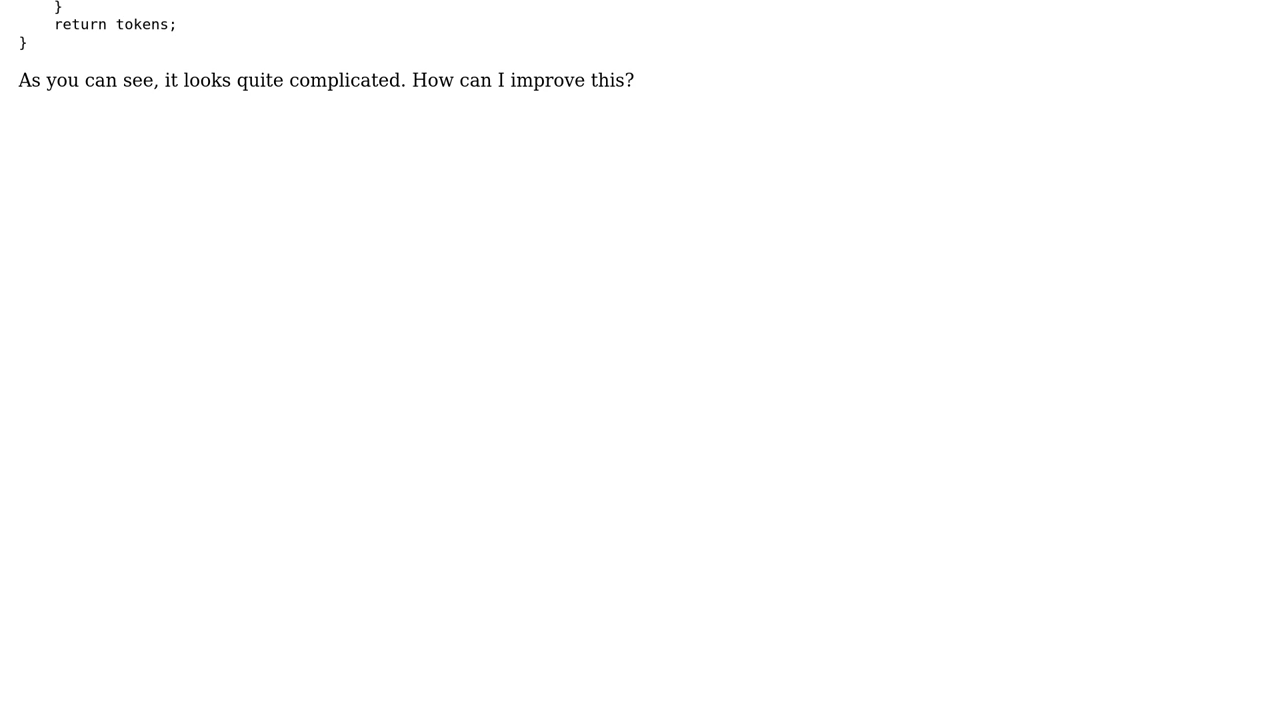 }
    return tokens;
}
As you can see, it looks quite complicated. How can I improve this?